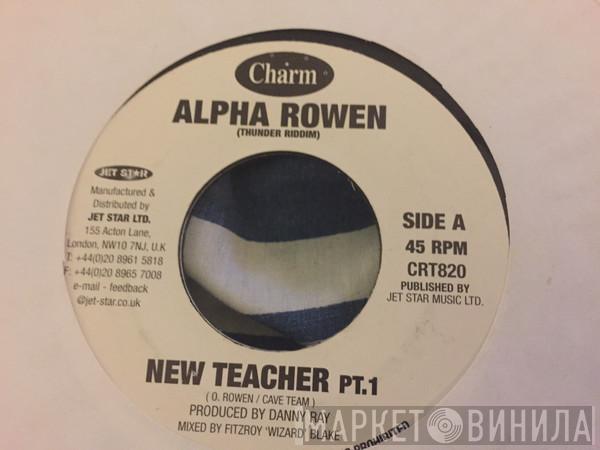 Charm
ALPHA ROWEN
(THUNDER RIDDIM)
JET STAR
Manufactured &
Distributed by
JET STAR LTD.
155 Acton Lane,
London, NW10 7NJ, U.K
T: +44(0)20 8961 5818
F: +44(0)20 8965 7008
e-mail - feedback
@jet-star.co.uk
SIDE A
45 RPM
CRT820
PUBLISHED BY
JET STAR MUSIC LTD.
NEW TEACHER PT.1
( O. ROWEN / CAVE TEAM )
PRODUCED BY DANNY RAY
MIXED BY FITZROY 'WIZARD' BLAKE
PROHIBITED
МАРКЕТ ВИНИЛА